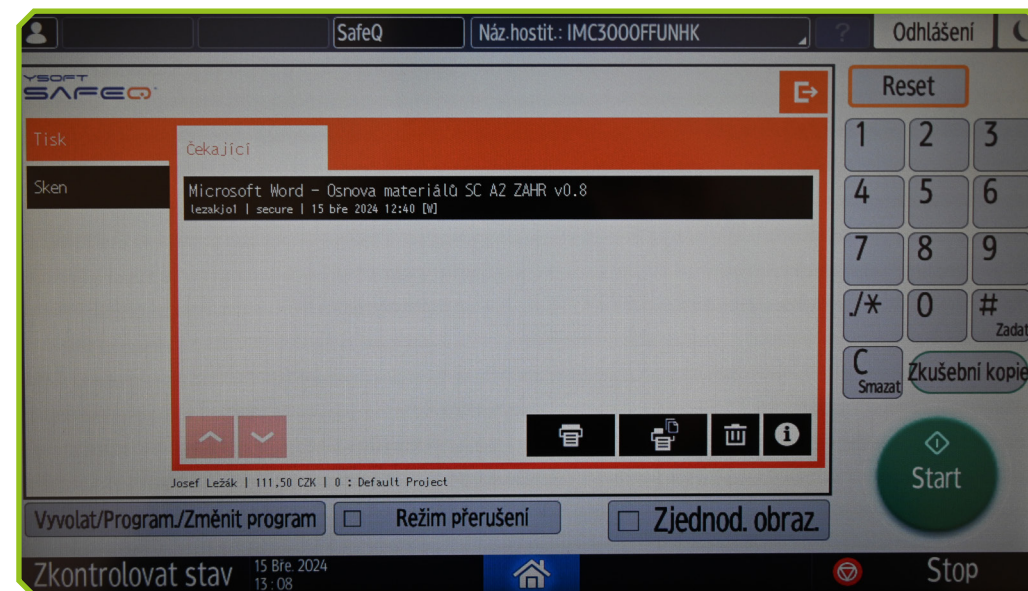 SafeQ
Náz.hostit.: IMC3000FFUNHK
?
Odhlášení
YSOFT
SAFEQ
Reset
Tisk
Čekající
Sken
Microsoft Word – Osnova materiálů SC A2 ZAHR v0.8
lezakjo1 | secure | 15 bře 2024 12:40 [W]
1 2 3
4 5 6
7 8 9
./* 0 #
Zadat
C
Smazat
Zkušební kopie
Start
Josef Ležák | 111,50 CZK | 0 : Default Project
Vyvolat/Program./Změnit program
Režim přerušení
Zjednod. obraz.
Zkontrolovat stav
15 Bře. 2024
13:08
Stop